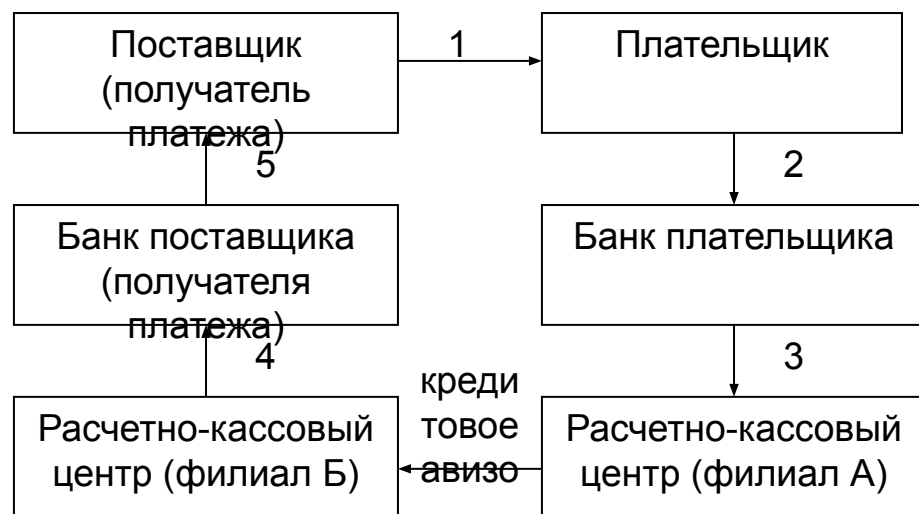 Поставщик
(получатель
платежа)
1
Плательщик
5
2
Банк поставщика
(получателя
платежа)
Банк плательщика
4
3
Расчетно-кассовый
центр (филиал Б)
креди
товое
авизо
Расчетно-кассовый
центр (филиал А)